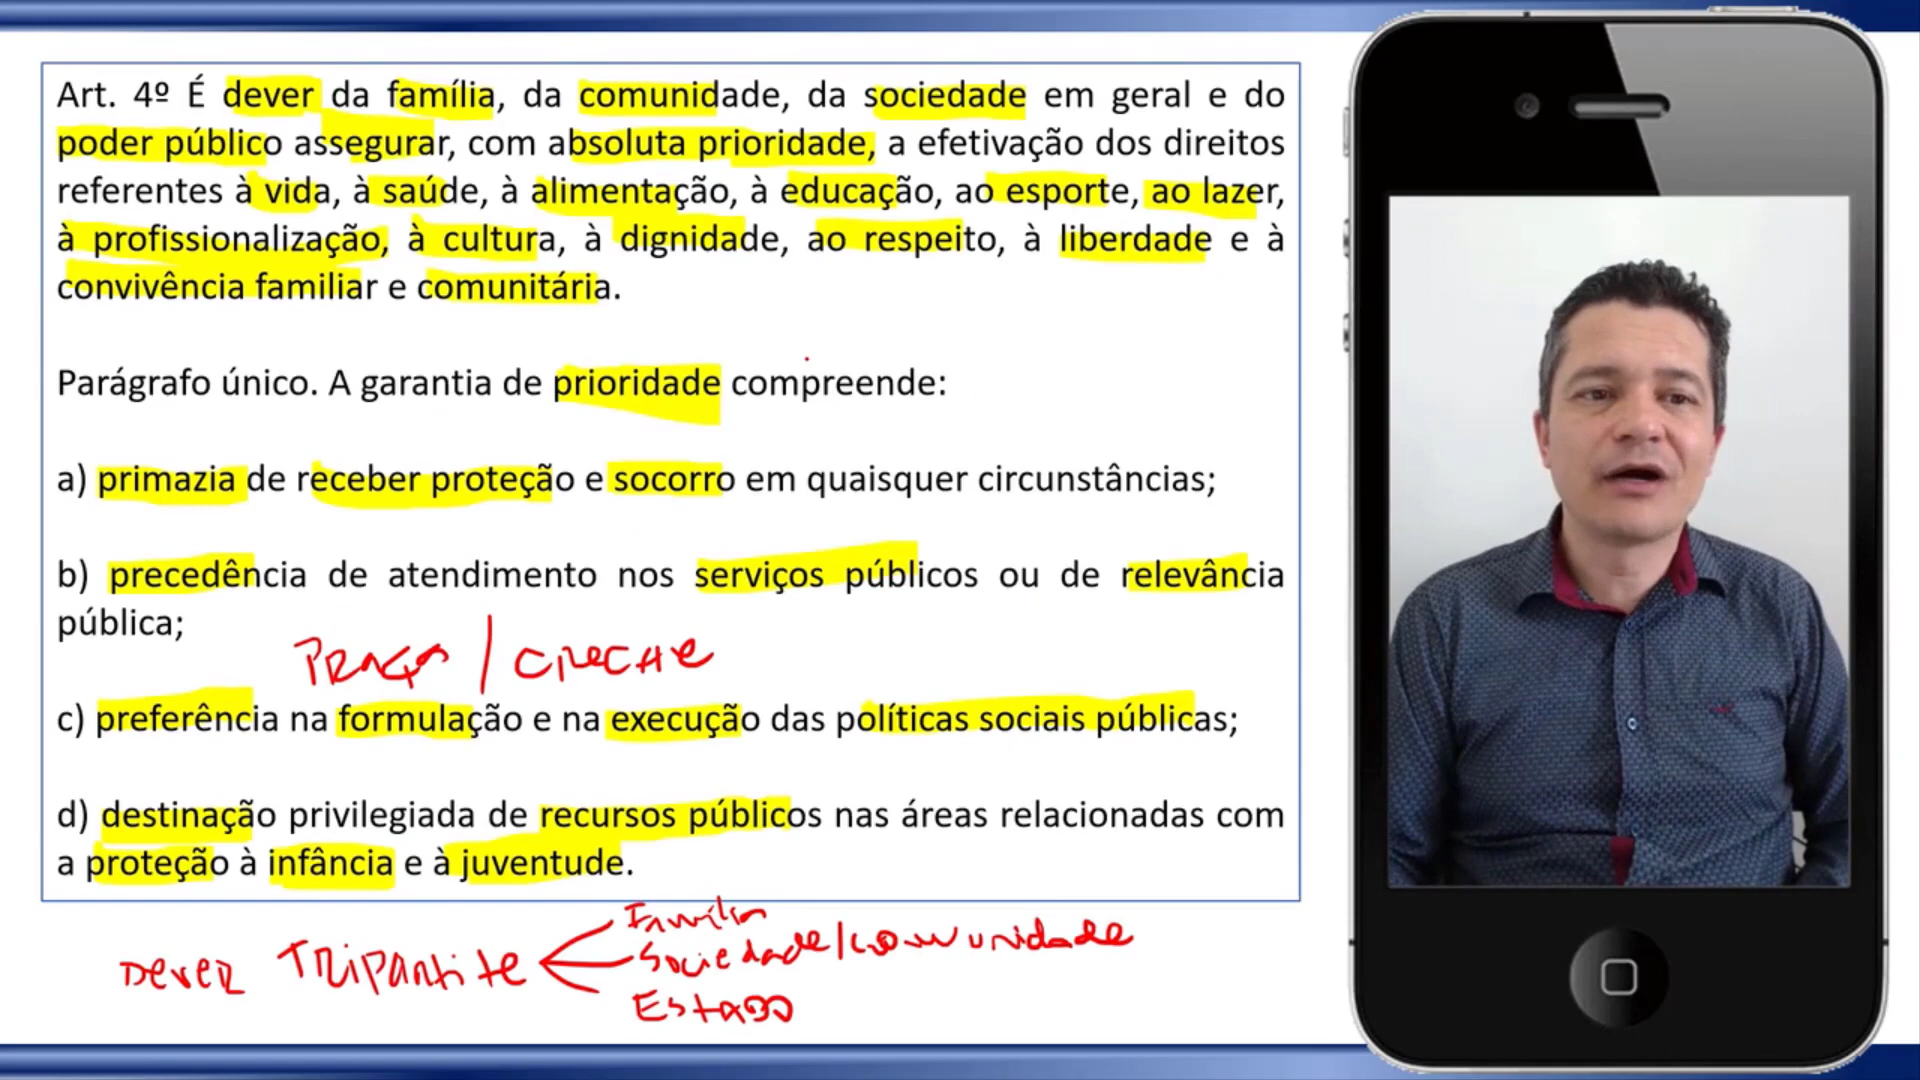 Art. 4º É dever da família, da comunidade, da sociedade em geral e do
poder público assegurar, com absoluta prioridade, a efetivação dos direitos
referentes à vida, à saúde, à alimentação, à educação, ao esporte, ao lazer,
à profissionalização, à cultura, à dignidade, ao respeito, à liberdade e à
convivência familiar e comunitária.
Parágrafo único. A garantia de prioridade compreende:
a) primazia de receber proteção e socorro em quaisquer circunstâncias;
b) precedência de atendimento nos serviços públicos ou de relevância
pública;
PRAÇA / CRECHE
c) preferência na formulação e na execução das políticas sociais públicas;
d) destinação privilegiada de recursos públicos nas áreas relacionadas com
a proteção à infância e à juventude.
Família
Dever Tripartite Sociedade/comunidade
Estado